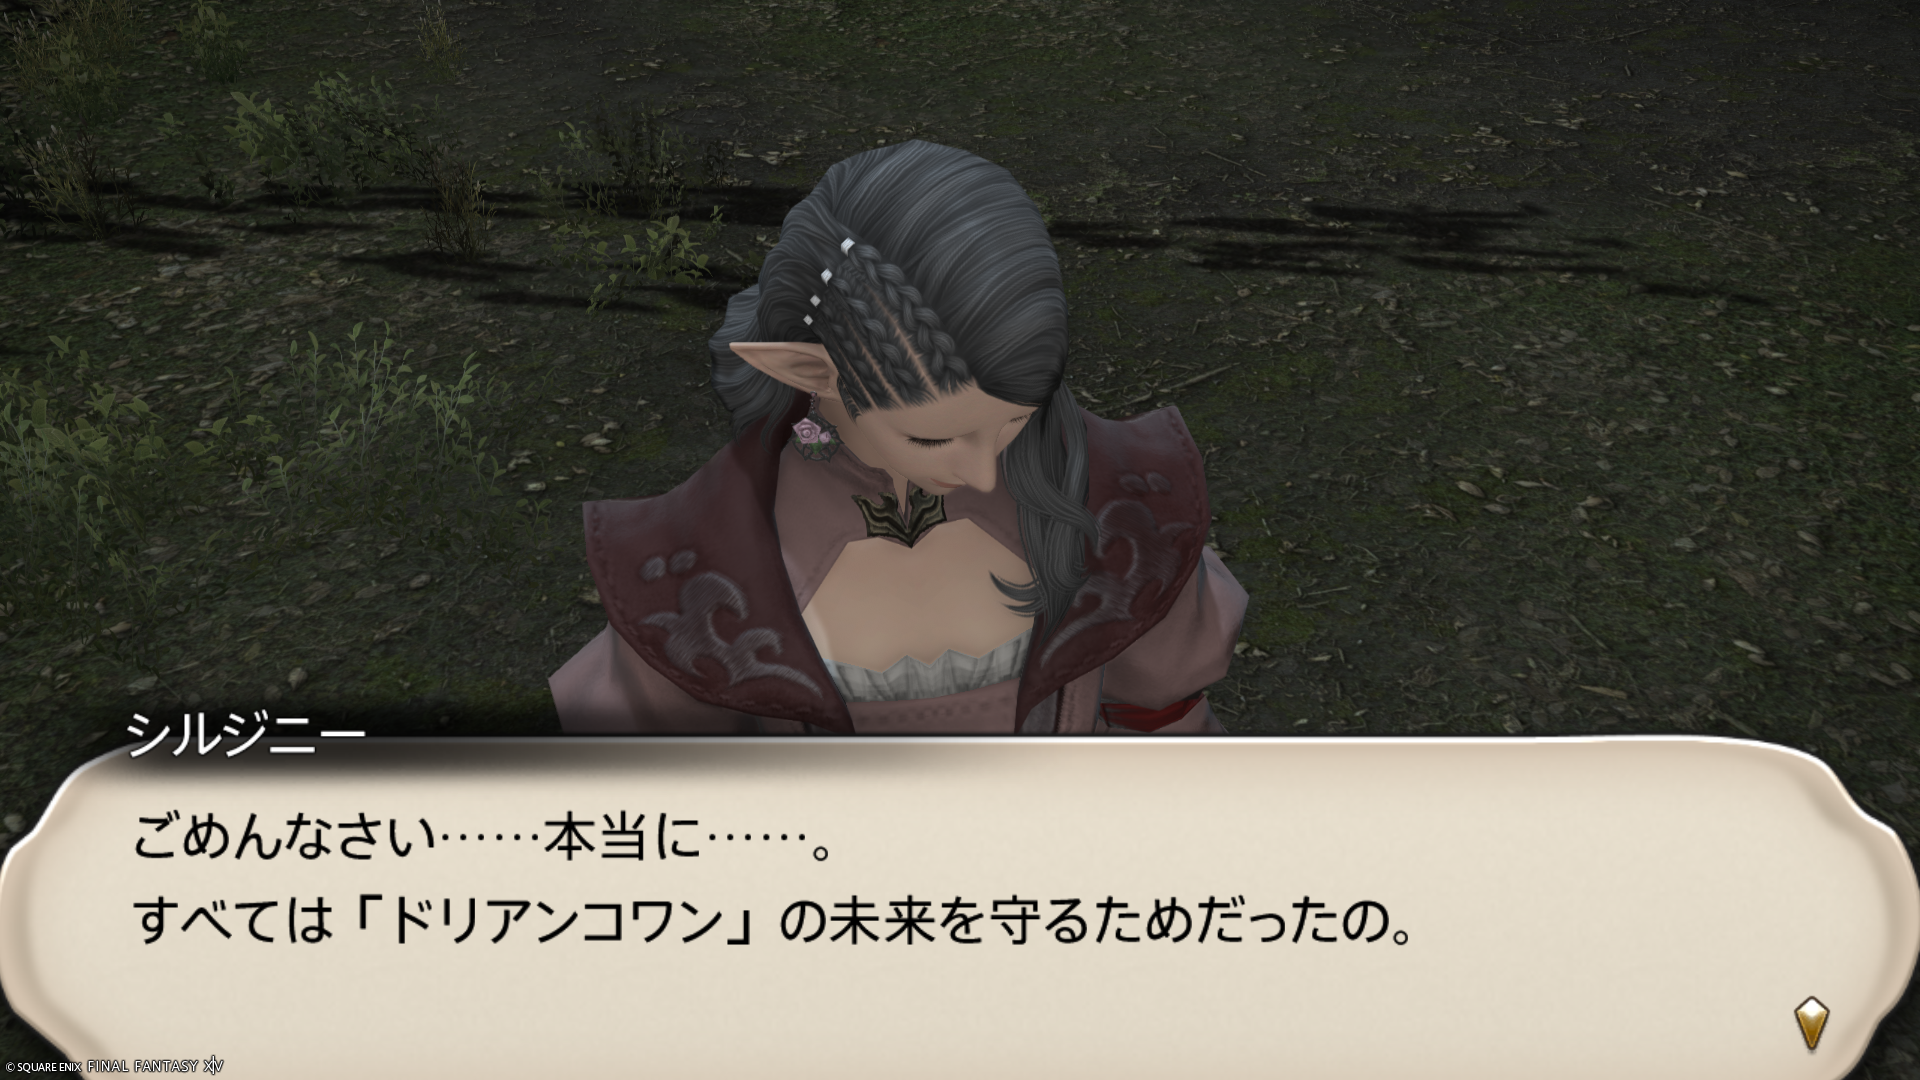 シルジニー
ごめんなさい……本当に……。
すべては「ドリアンコワン」の未来を守るためだったの。
© SQUARE ENIX FINAL FANTASY XIV